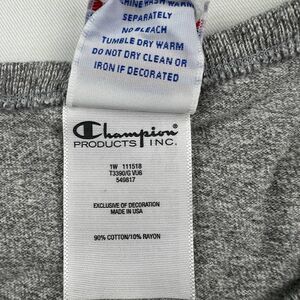 MACHINE WASH WARM
SEPARATELY
NO BLEACH
TUMBLE DRY WARM
DO NOT DRY CLEAN OR
IRON IF DECORATED
Champion
PRODUCTS INC.
1W 111518
T3390/G VU6
549817
EXCLUSIVE OF DECORATION
MADE IN USA
90% COTTON/10% RAYON